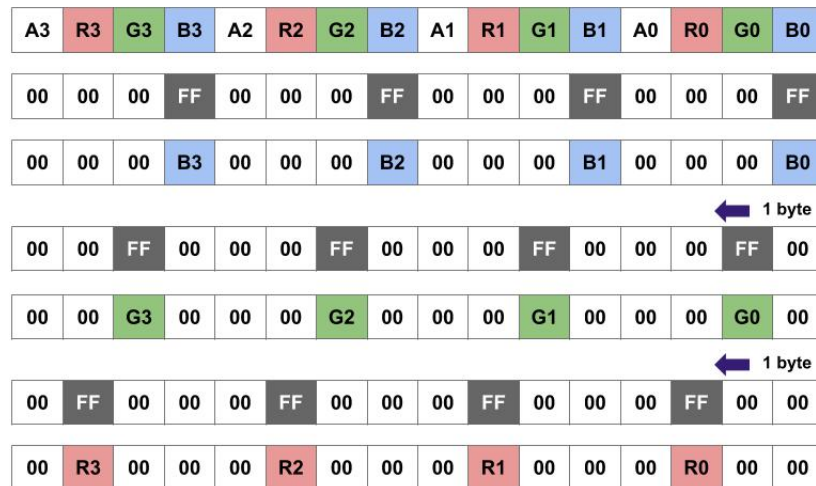 A3 R3 G3 B3 A2 R2 G2 B2 A1 R1 G1 B1 A0 R0 G0 B0
00 00 00 FF 00 00 00 FF 00 00 00 FF 00 00 00 FF
00 00 00 B3 00 00 00 B2 00 00 00 B1 00 00 00 B0
1 byte
00 00 FF 00 00 00 FF 00 00 00 FF 00 00 00 FF 00
00 00 G3 00 00 00 G2 00 00 00 G1 00 00 00 G0 00
1 byte
00 FF 00 00 00 FF 00 00 00 FF 00 00 00 FF 00 00
00 R3 00 00 00 R2 00 00 00 R1 00 00 00 R0 00 00